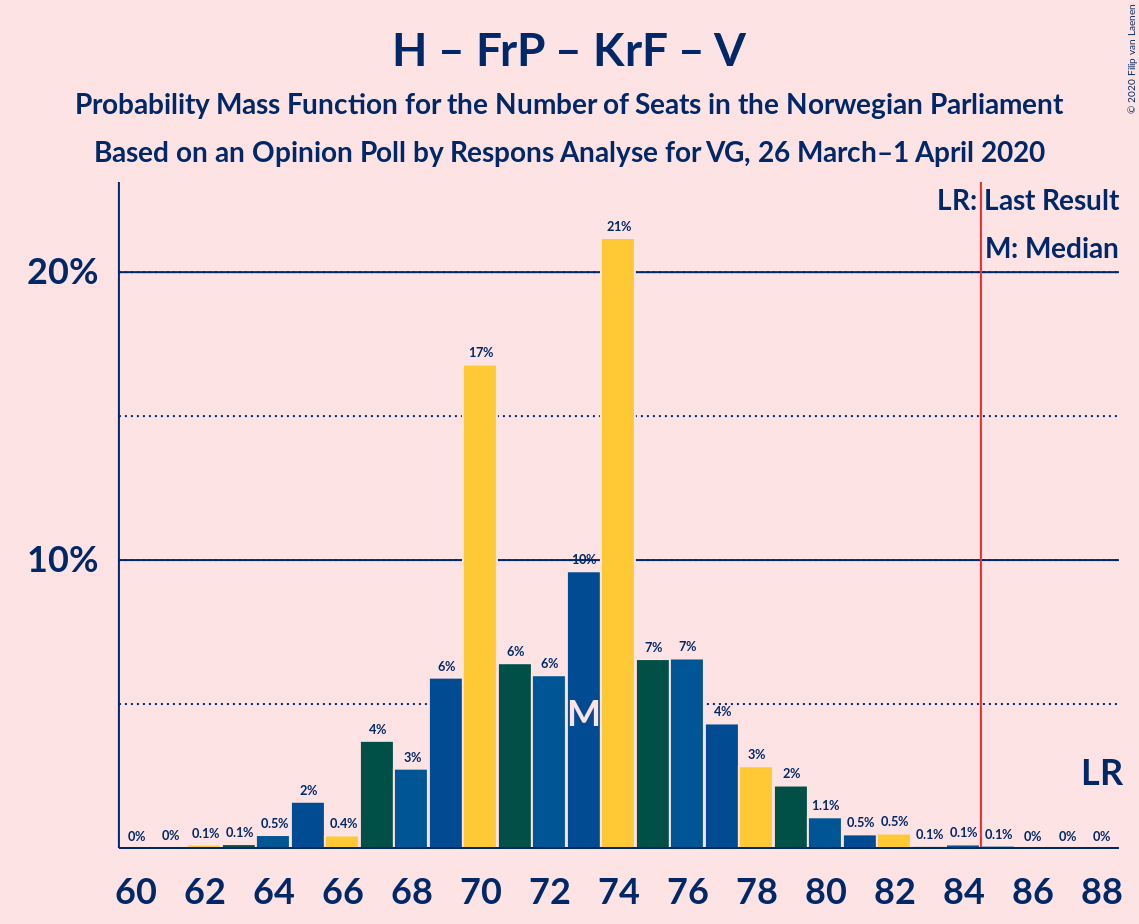 H – FrP – KrF – V
Probability Mass Function for the Number of Seats in the Norwegian Parliament
Based on an Opinion Poll by Respons Analyse for VG, 26 March–1 April 2020
© 2020 Filip van Laenen
LR: Last Result
M: Median
20%
10%
0% 0% 0.1% 0.1% 0.5% 2% 0.4% 4% 3% 6% 17% 6% 6% 10% 21% 7% 7% 4% 3% 2% 1.1% 0.5% 0.5% 0.1% 0.1% 0.1% 0% 0% 0%
M
LR
60 62 64 66 68 70 72 74 76 78 80 82 84 86 88